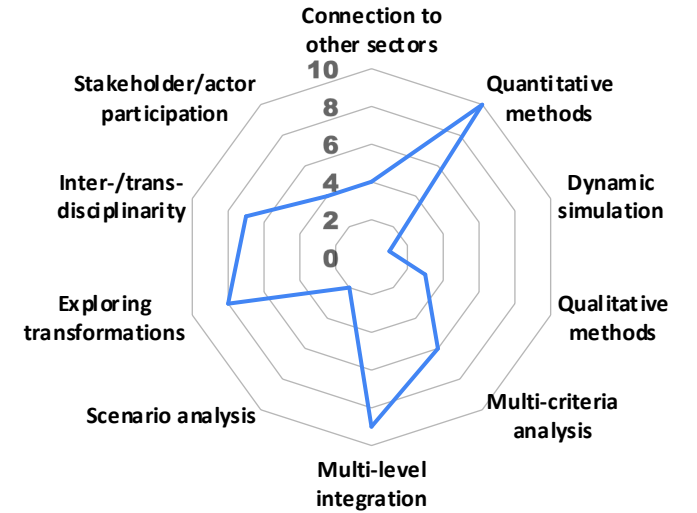 Connection to
other sectors
10
8
6
4
2
0
Quantitative
methods
Dynamic
simulation
Qualitative
methods
Multi-criteria
analysis
Multi-level
integration
Scenario analysis
Exploring
transformations
Inter-/trans-
disciplinarity
Stakeholder/actor
participation